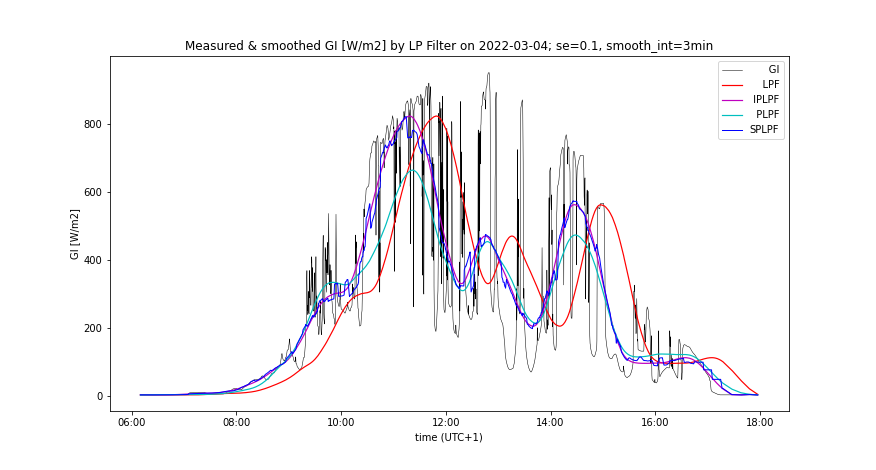 Measured & smoothed GI [W/m2] by LP Filter on 2022-03-04; se=0.1, smooth_int=3min
GI
LPF
IPLPF
PLPF
SPLPF
GI [W/m2]
800
600
400
200
0
06:00 08:00 10:00 12:00 14:00 16:00 18:00
time (UTC+1)